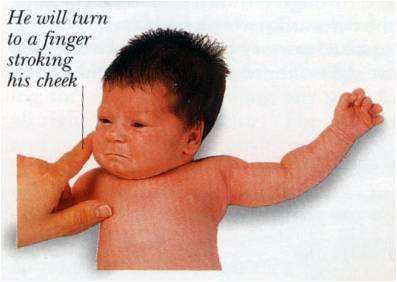 He will turn
to a finger
stroking
his cheek